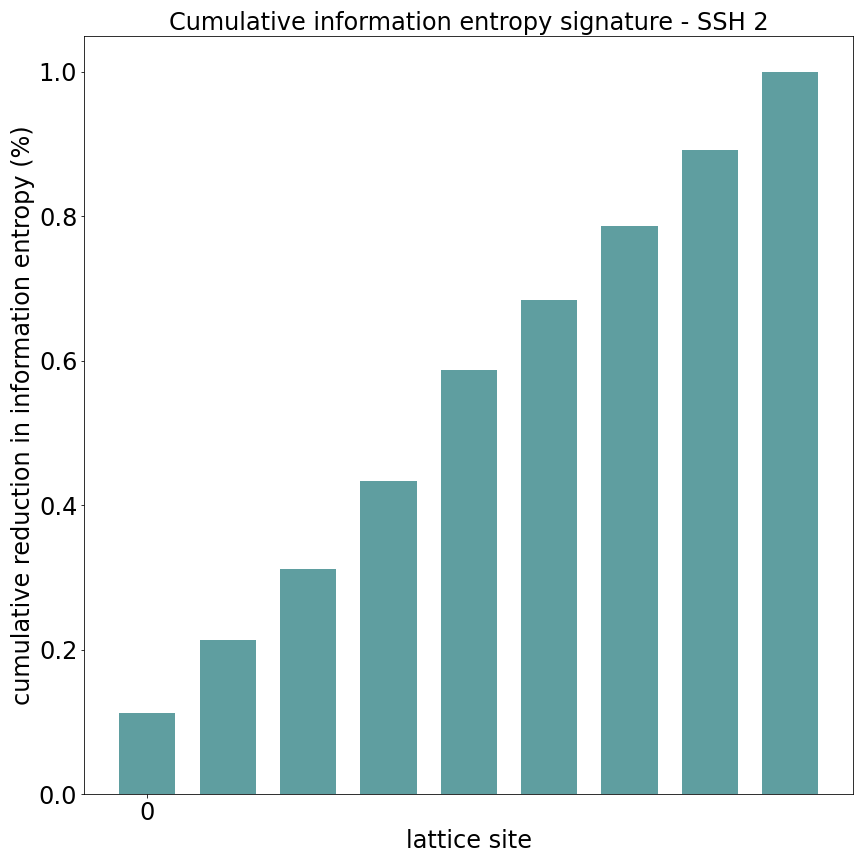 Cumulative information entropy signature - SSH 2
cumulative reduction in information entropy (%)
1.0
0.8
0.6
0.4
0.2
0.0
0
lattice site